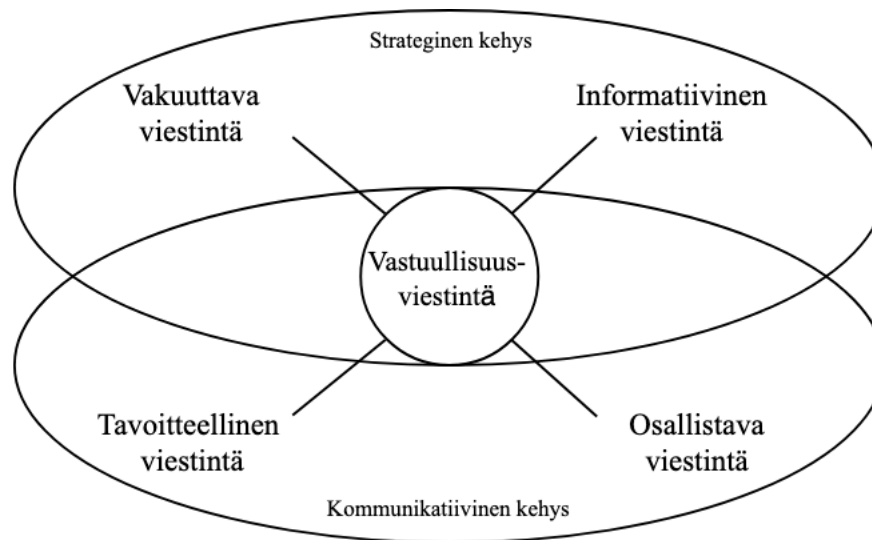 Strateginen kehys
Vakuuttava
viestintä
Informatiivinen
viestintä
Vastuullisuus-
viestintä
Tavoitteellinen
viestintä
Osallistava
viestintä
Kommunikatiivinen kehys